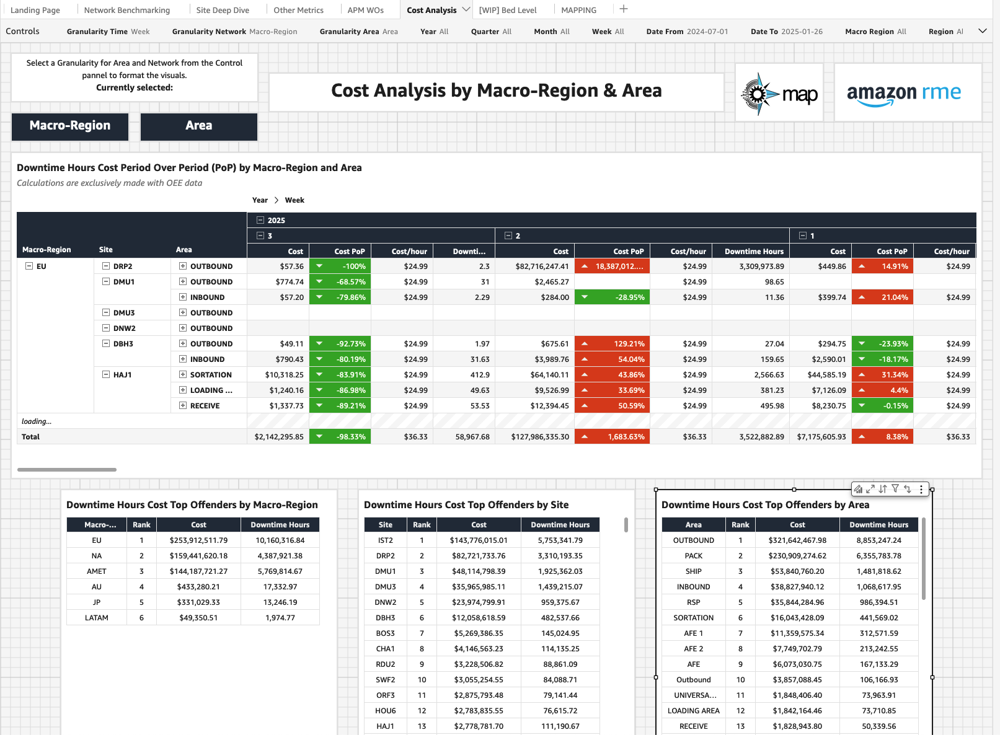 Landing Page Network Benchmarking Site Deep Dive Other Metrics APM WOs Cost Analysis [WIP] Bed Level MAPPING
Controls Granularity Time Week Granularity Network Macro-Region Granularity Area Area Year All Quarter All Month All Week All Date From 2024-07-01 Date To 2025-01-26 Macro Region All Region Al
Select a Granularity for Area and Network from the Control
pannel to format the visuals.
Currently selected:
Macro-Region Area
Cost Analysis by Macro-Region & Area
map
amazon rme
Downtime Hours Cost Period Over Period (PoP) by Macro-Region and Area
Calculations are exclusively made with OEE data
Year > Week
2025
3 2 1
Macro-Region Site Area Cost Cost PoP Cost/hour Downti... Cost Cost PoP Cost/hour Downtime Hours Cost Cost PoP Cost/hour
EU DRP2 OUTBOUND $57.36 -100% $24.99 2.3 $82,716,247.41 18,387,012.... $24.99 3,309,973.89 $449.86 14.91% $24.99
DMU1 OUTBOUND $774.74 -68.57% $24.99 31 $2,465.27 $24.99 98.65
INBOUND $57.20 -79.86% $24.99 2.29 $284.00 -28.95% $24.99 11.36 $399.74 21.04% $24.99
DMU3 OUTBOUND
DNW2 OUTBOUND
DBH3 OUTBOUND $49.11 -92.73% $24.99 1.97 $675.61 129.21% $24.99 27.04 $294.75 -23.93% $24.99
INBOUND $790.43 -80.19% $24.99 31.63 $3,989.76 54.04% $24.99 159.65 $2,590.01 -18.17% $24.99
HAJ1 SORTATION $10,318.25 -83.91% $24.99 412.9 $64,140.11 43.86% $24.99 2,566.63 $44,585.19 31.34% $24.99
LOADING ... $1,240.16 -86.98% $24.99 49.63 $9,526.99 33.69% $24.99 381.23 $7,126.09 4.4% $24.99
RECEIVE $1,337.73 -89.21% $24.99 53.53 $12,394.45 50.59% $24.99 495.98 $8,230.75 -0.15% $24.99
loading...
Total $2,142,295.85 -98.33% $36.33 58,967.68 $127,986,335.30 1,683.63% $36.33 3,522,882.89 $7,175,605.93 8.38% $36.33
Downtime Hours Cost Top Offenders by Macro-Region
Macro-... Rank Cost Downtime Hours
EU 1 $253,912,511.79 10,160,316.84
NA 2 $159,441,620.18 4,387,921.38
AMET 3 $144,187,721.27 5,769,814.67
AU 4 $433,280.21 17,332.97
JP 5 $331,029.33 13,246.19
LATAM 6 $49,350.51 1,974.77
Downtime Hours Cost Top Offenders by Site
Site Rank Cost Downtime Hours
IST2 1 $143,776,015.01 5,753,341.79
DRP2 2 $82,721,733.76 3,310,193.35
DMU1 3 $48,114,798.39 1,925,362.03
DMU3 4 $35,965,985.11 1,439,215.07
DNW2 5 $23,974,799.91 959,375.67
DBH3 6 $12,058,618.59 482,537.66
BOS3 7 $5,269,386.35 145,024.95
CHA1 8 $4,146,563.23 114,135.25
RDU2 9 $3,228,506.82 88,861.09
SWF2 10 $3,055,254.55 84,088.71
ORF3 11 $2,875,793.48 79,141.44
HOU6 12 $2,783,835.55 76,615.72
HAJ1 13 $2,778,781.70 111,190.67
Downtime Hours Cost Top Offenders by Area
Area Rank Cost Downtime Hours
OUTBOUND 1 $321,642,467.98 8,853,247.24
PACK 2 $230,909,274.62 6,355,783.78
SHIP 3 $53,840,760.20 1,481,818.62
INBOUND 4 $38,827,940.12 1,068,617.95
RSP 5 $35,844,284.96 986,394.51
SORTATION 6 $16,043,428.09 441,569.02
AFE 1 7 $11,359,575.34 312,571.59
AFE 2 8 $7,749,702.79 213,242.55
AFE 9 $6,073,030.75 167,133.29
Outbound 10 $3,857,088.45 106,166.93
UNIVERSA... 11 $1,848,406.40 73,963.91
LOADING AREA 12 $1,842,164.46 73,710.85
RECEIVE 13 $1,828,943.80 50,339.56